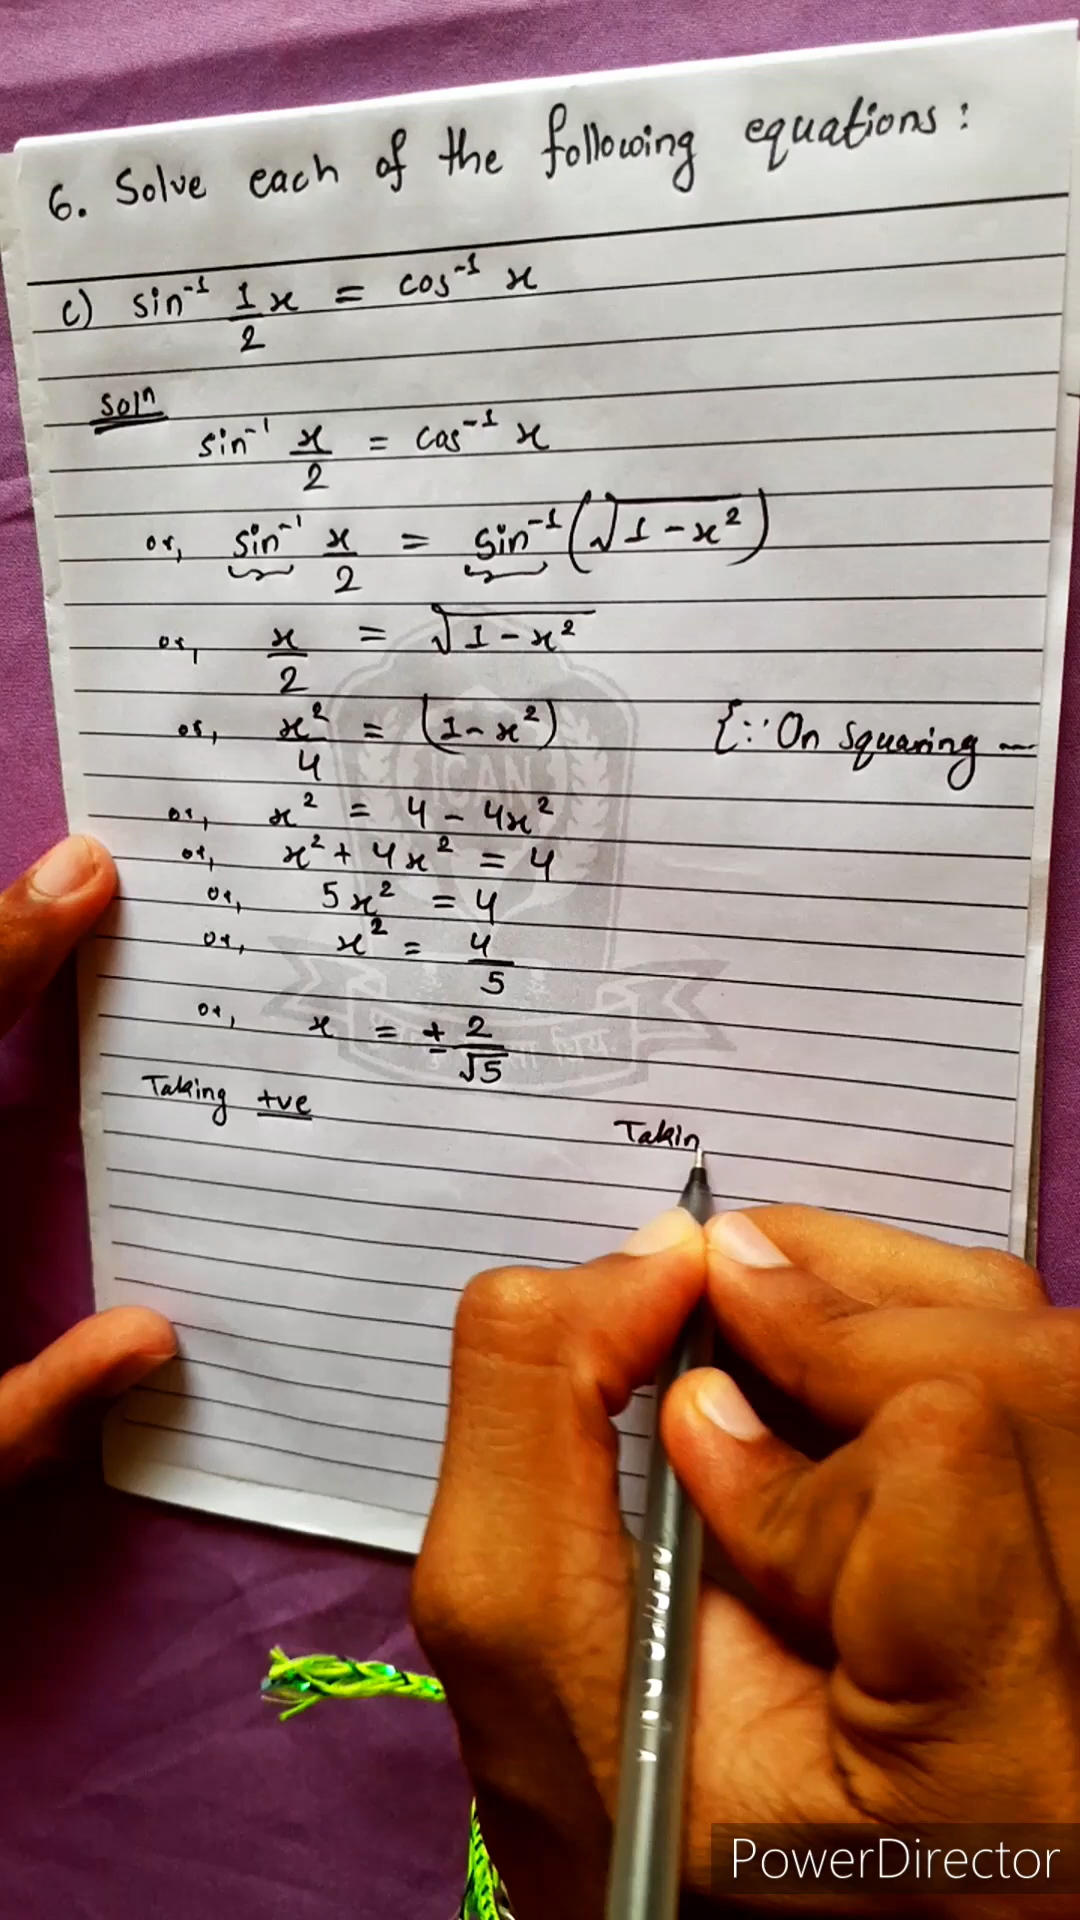 6. Solve each of the following equations:
c) sin⁻¹ 1/2 x = cos⁻¹ x
Solⁿ
sin⁻¹ x/2 = cos⁻¹ x
or, sin⁻¹ x/2 = sin⁻¹ (√1 - x²)
or, x/2 = √1 - x²
or, x²/4 = (1 - x²) {∵ On squaring
or, x² = 4 - 4x²
or, x² + 4x² = 4
or, 5x² = 4
or, x² = 4/5
or, x = ± 2/√5
Taking +ve
Takin
ICAN
PowerDirector